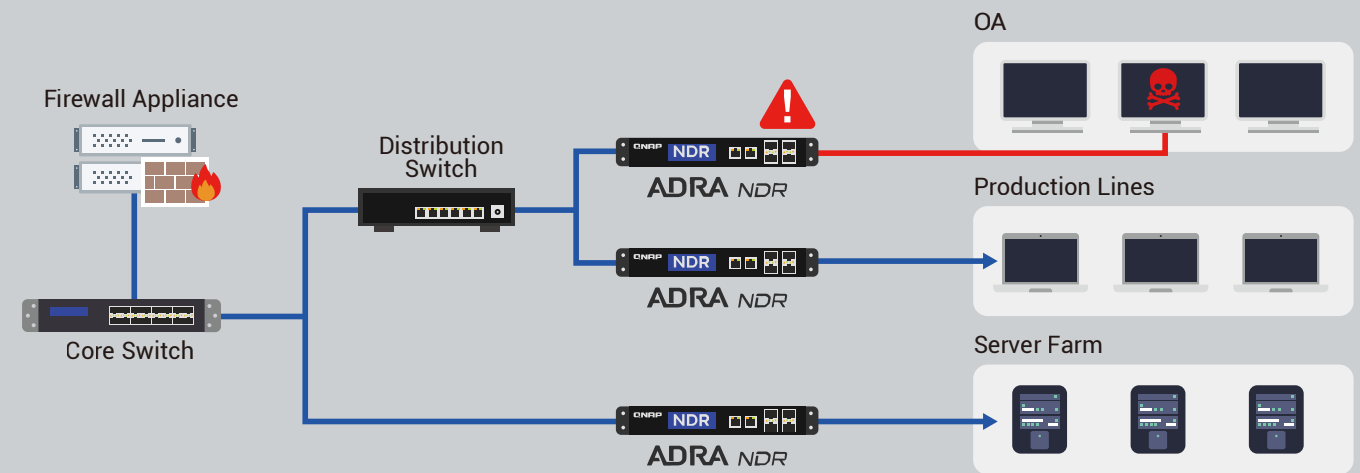 OA
Firewall Appliance
Distribution
Switch
QNAP NDR
ADRA NDR
Production Lines
QNAP NDR
ADRA NDR
Core Switch
Server Farm
QNAP NDR
ADRA NDR